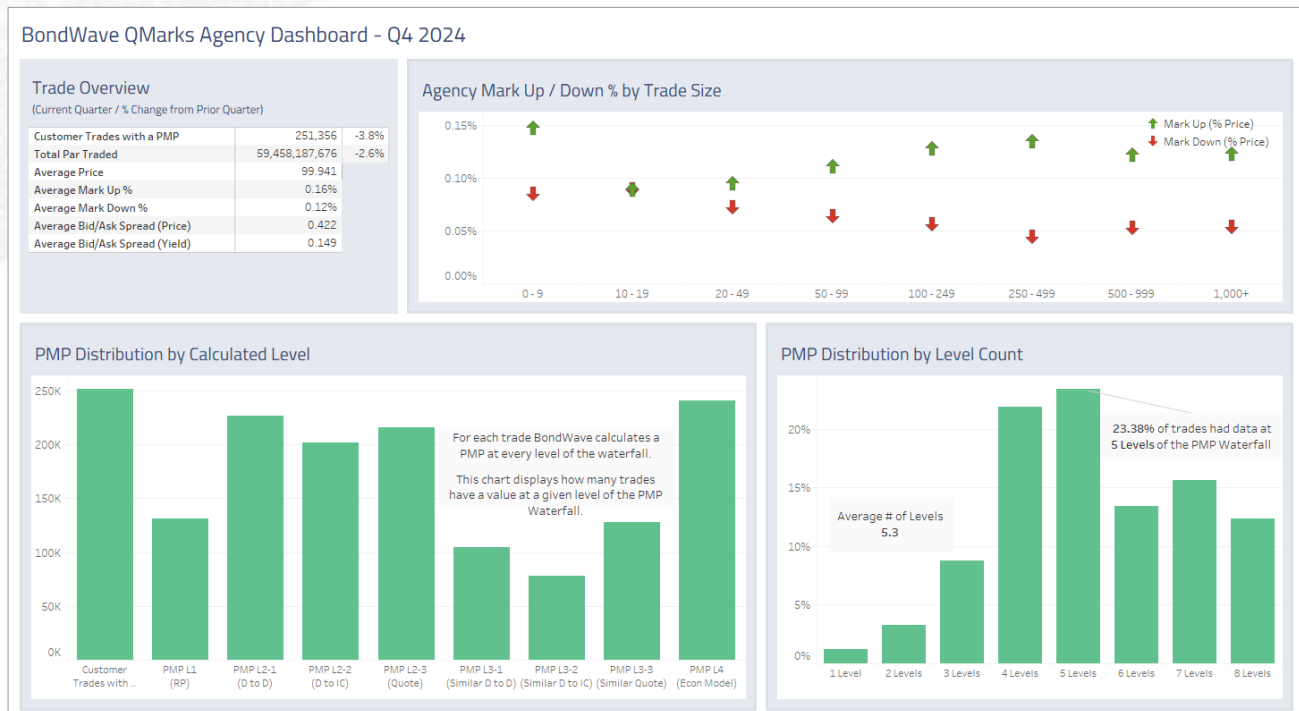 BondWave QMarks Agency Dashboard - Q4 2024
Trade Overview
(Current Quarter / % Change from Prior Quarter)
Customer Trades with a PMP 251,356 -3.8%
Total Par Traded 59,458,187,676 -2.6%
Average Price 99.941
Average Mark Up % 0.16%
Average Mark Down % 0.12%
Average Bid/Ask Spread (Price) 0.422
Average Bid/Ask Spread (Yield) 0.149
Agency Mark Up / Down % by Trade Size
0.15%
0.10%
0.05%
0.00%
Mark Up (% Price)
Mark Down (% Price)
0 - 9 10 - 19 20 - 49 50 - 99 100 - 249 250 - 499 500 - 999 1,000+
PMP Distribution by Calculated Level
250K
200K
150K
100K
50K
0K
For each trade BondWave calculates a
PMP at every level of the waterfall.
This chart displays how many trades
have a value at a given level of the PMP
Waterfall.
Customer PMP L1 PMP L2-1 PMP L2-2 PMP L2-3 PMP L3-1 PMP L3-2 PMP L3-3 PMP L4
Trades with .. (RP) (D to D) (D to IC) (Quote) (Similar D to D) (Similar D to IC) (Similar Quote) (Econ Model)
PMP Distribution by Level Count
20%
15%
10%
5%
0%
23.38% of trades had data at
5 Levels of the PMP Waterfall
Average # of Levels
5.3
1 Level 2 Levels 3 Levels 4 Levels 5 Levels 6 Levels 7 Levels 8 Levels